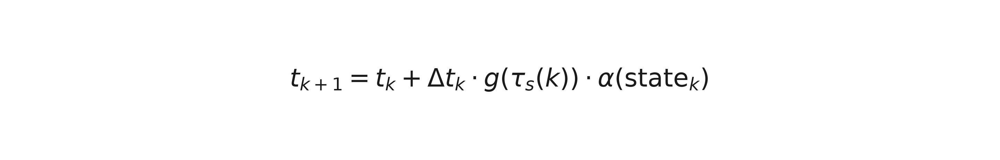 t_{k+1} = t_k + Δt_k · g(τ_s(k)) · α(state_k)